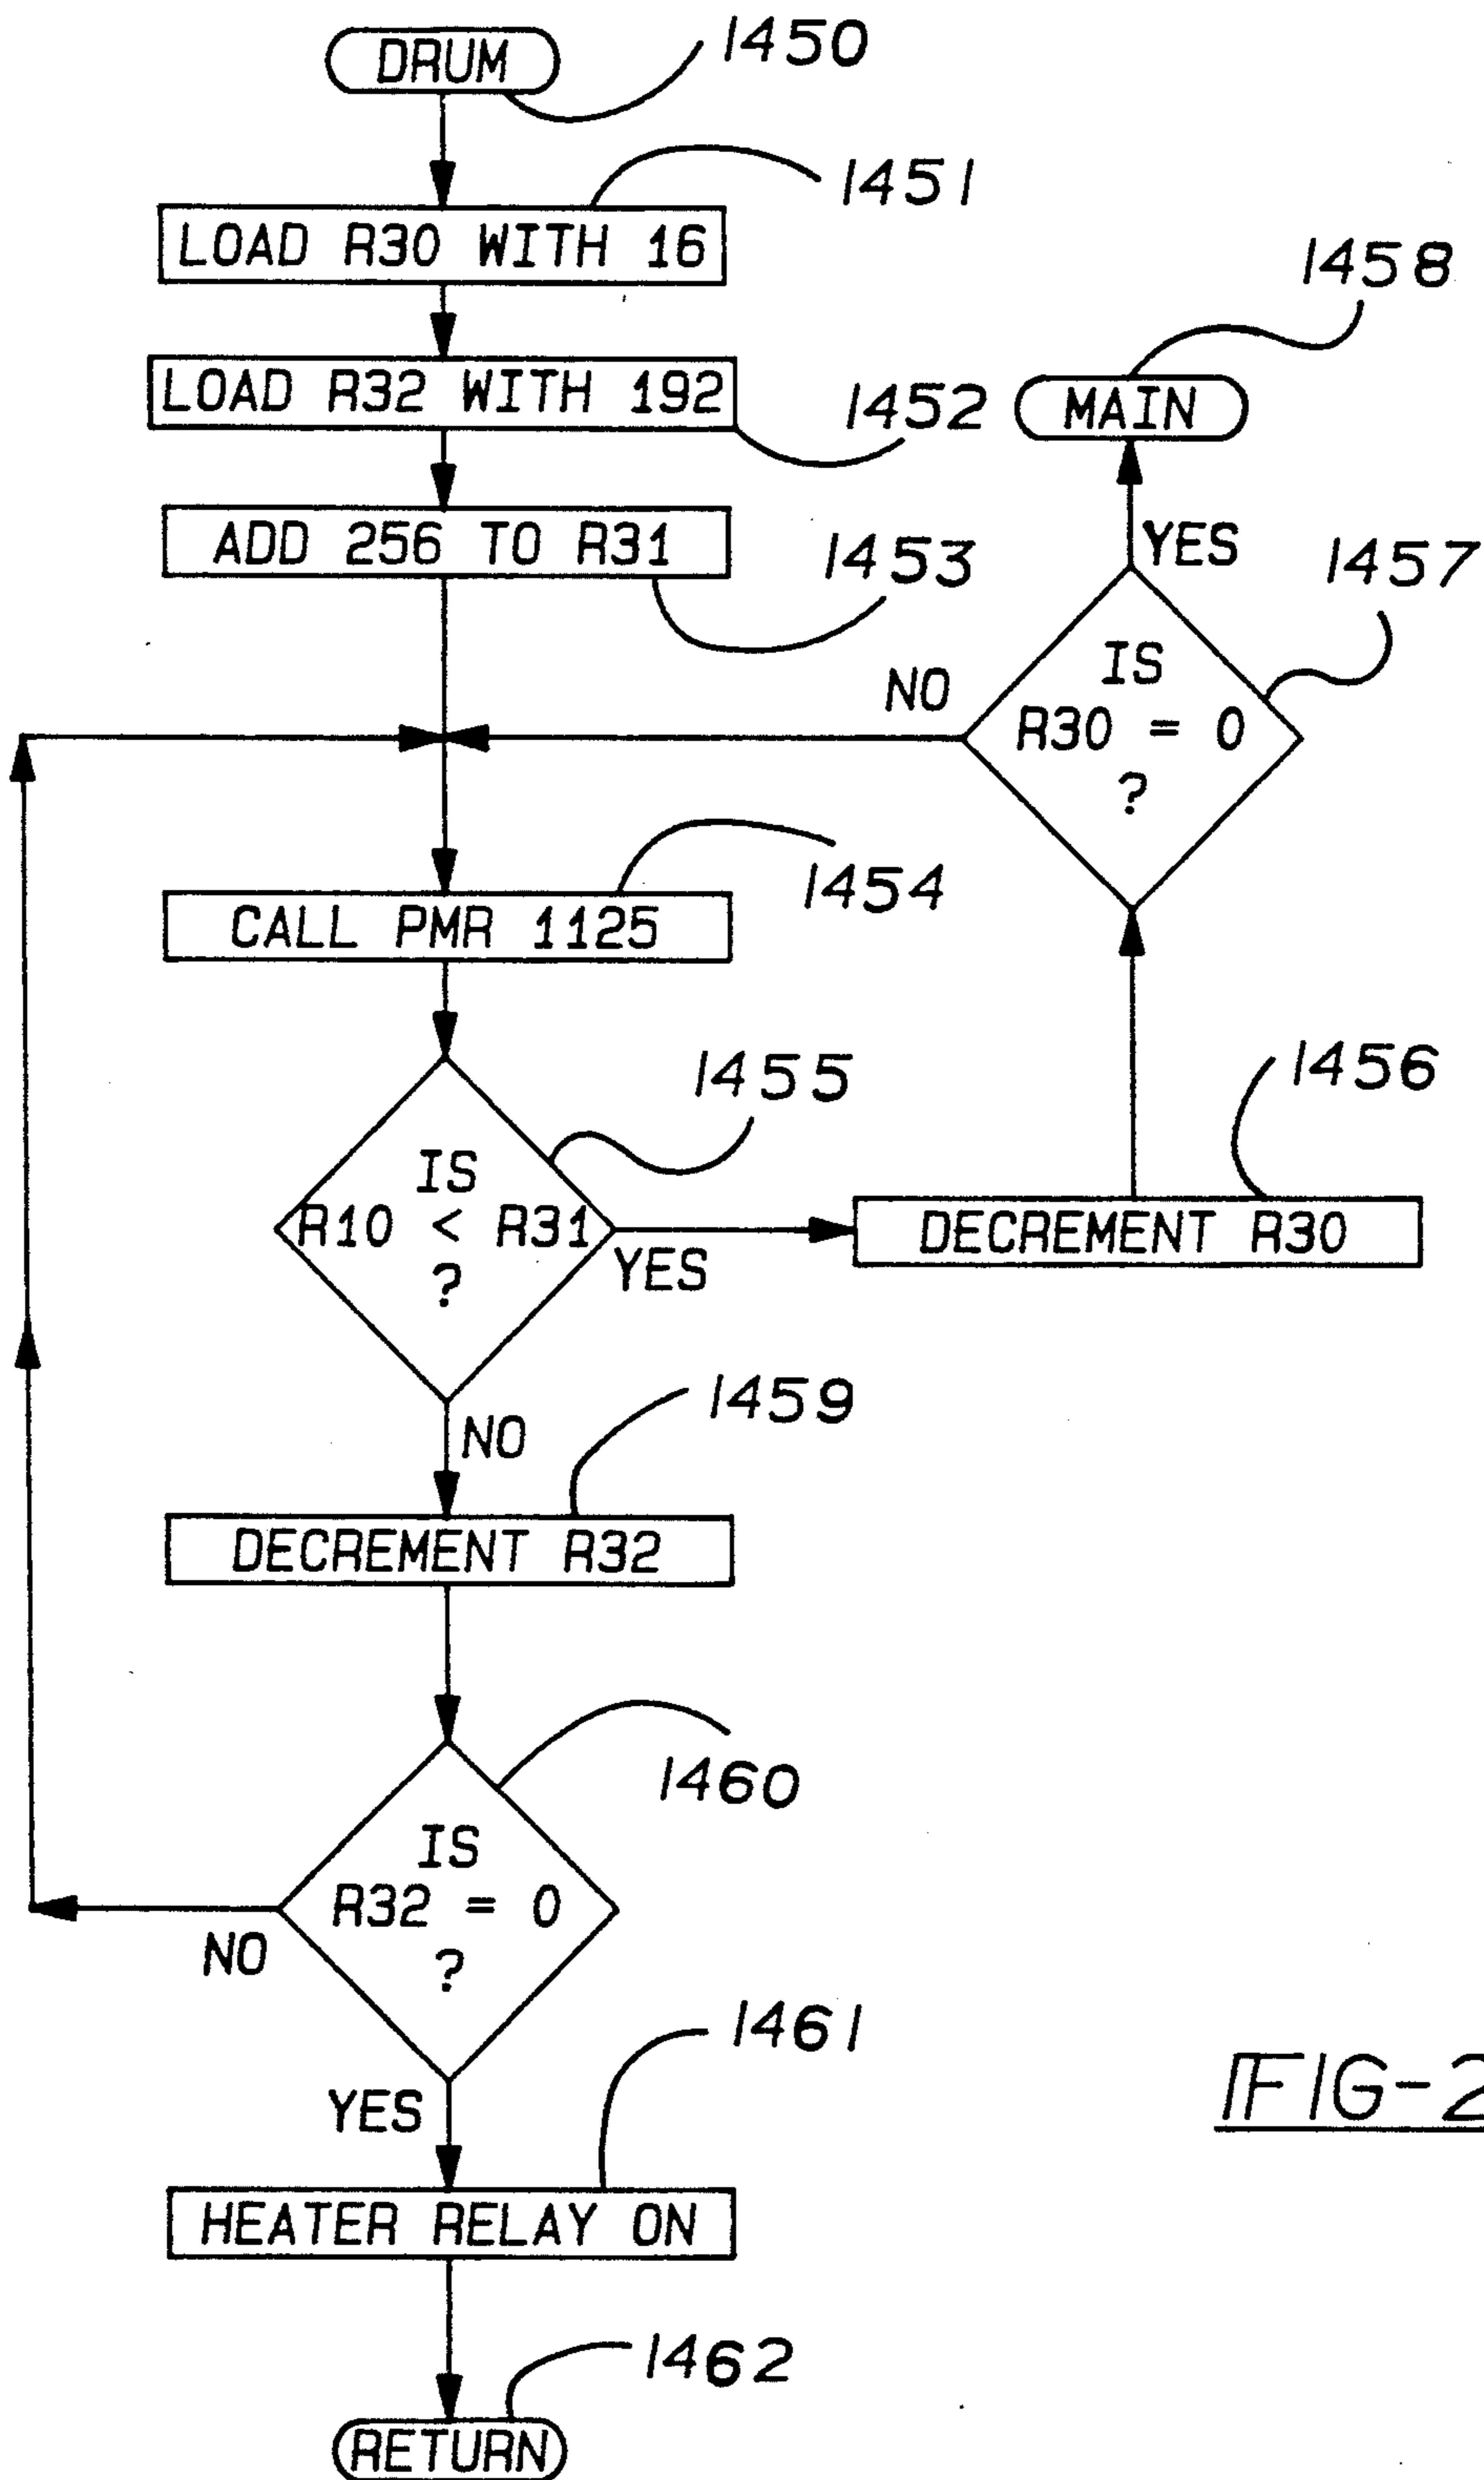 DRUM
1450
1451
LOAD R30 WITH 16
1458
LOAD R32 WITH 192
1452
MAIN
ADD 256 TO R31
1453
YES
1457
NO
IS
R30 = 0
?
1454
CALL PMR 1125
1455
1456
IS
R10 < R31
?
YES
DECREMENT R30
1459
NO
DECREMENT R32
1460
IS
R32 = 0
?
NO
1461
YES
FIG-2
HEATER RELAY ON
1462
RETURN